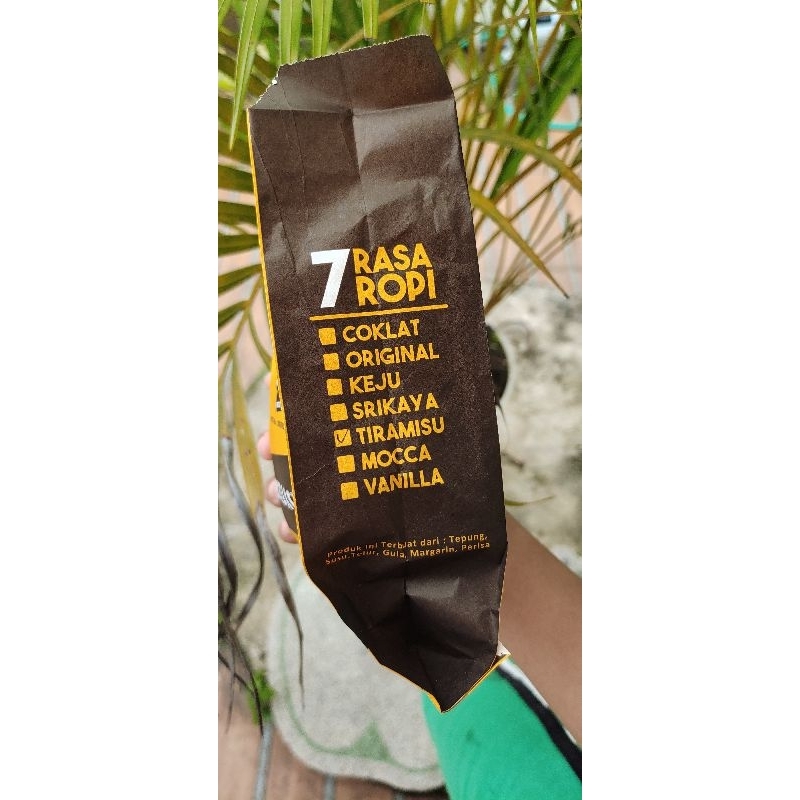 7 RASA
ROPI
COKLAT
ORIGINAL
KEJU
SRIKAYA
TIRAMISU
MOCCA
VANILLA
Produk Ini Terbuat dari : Tepung,
Susu, Telur, Gula, Margarin, Perisa